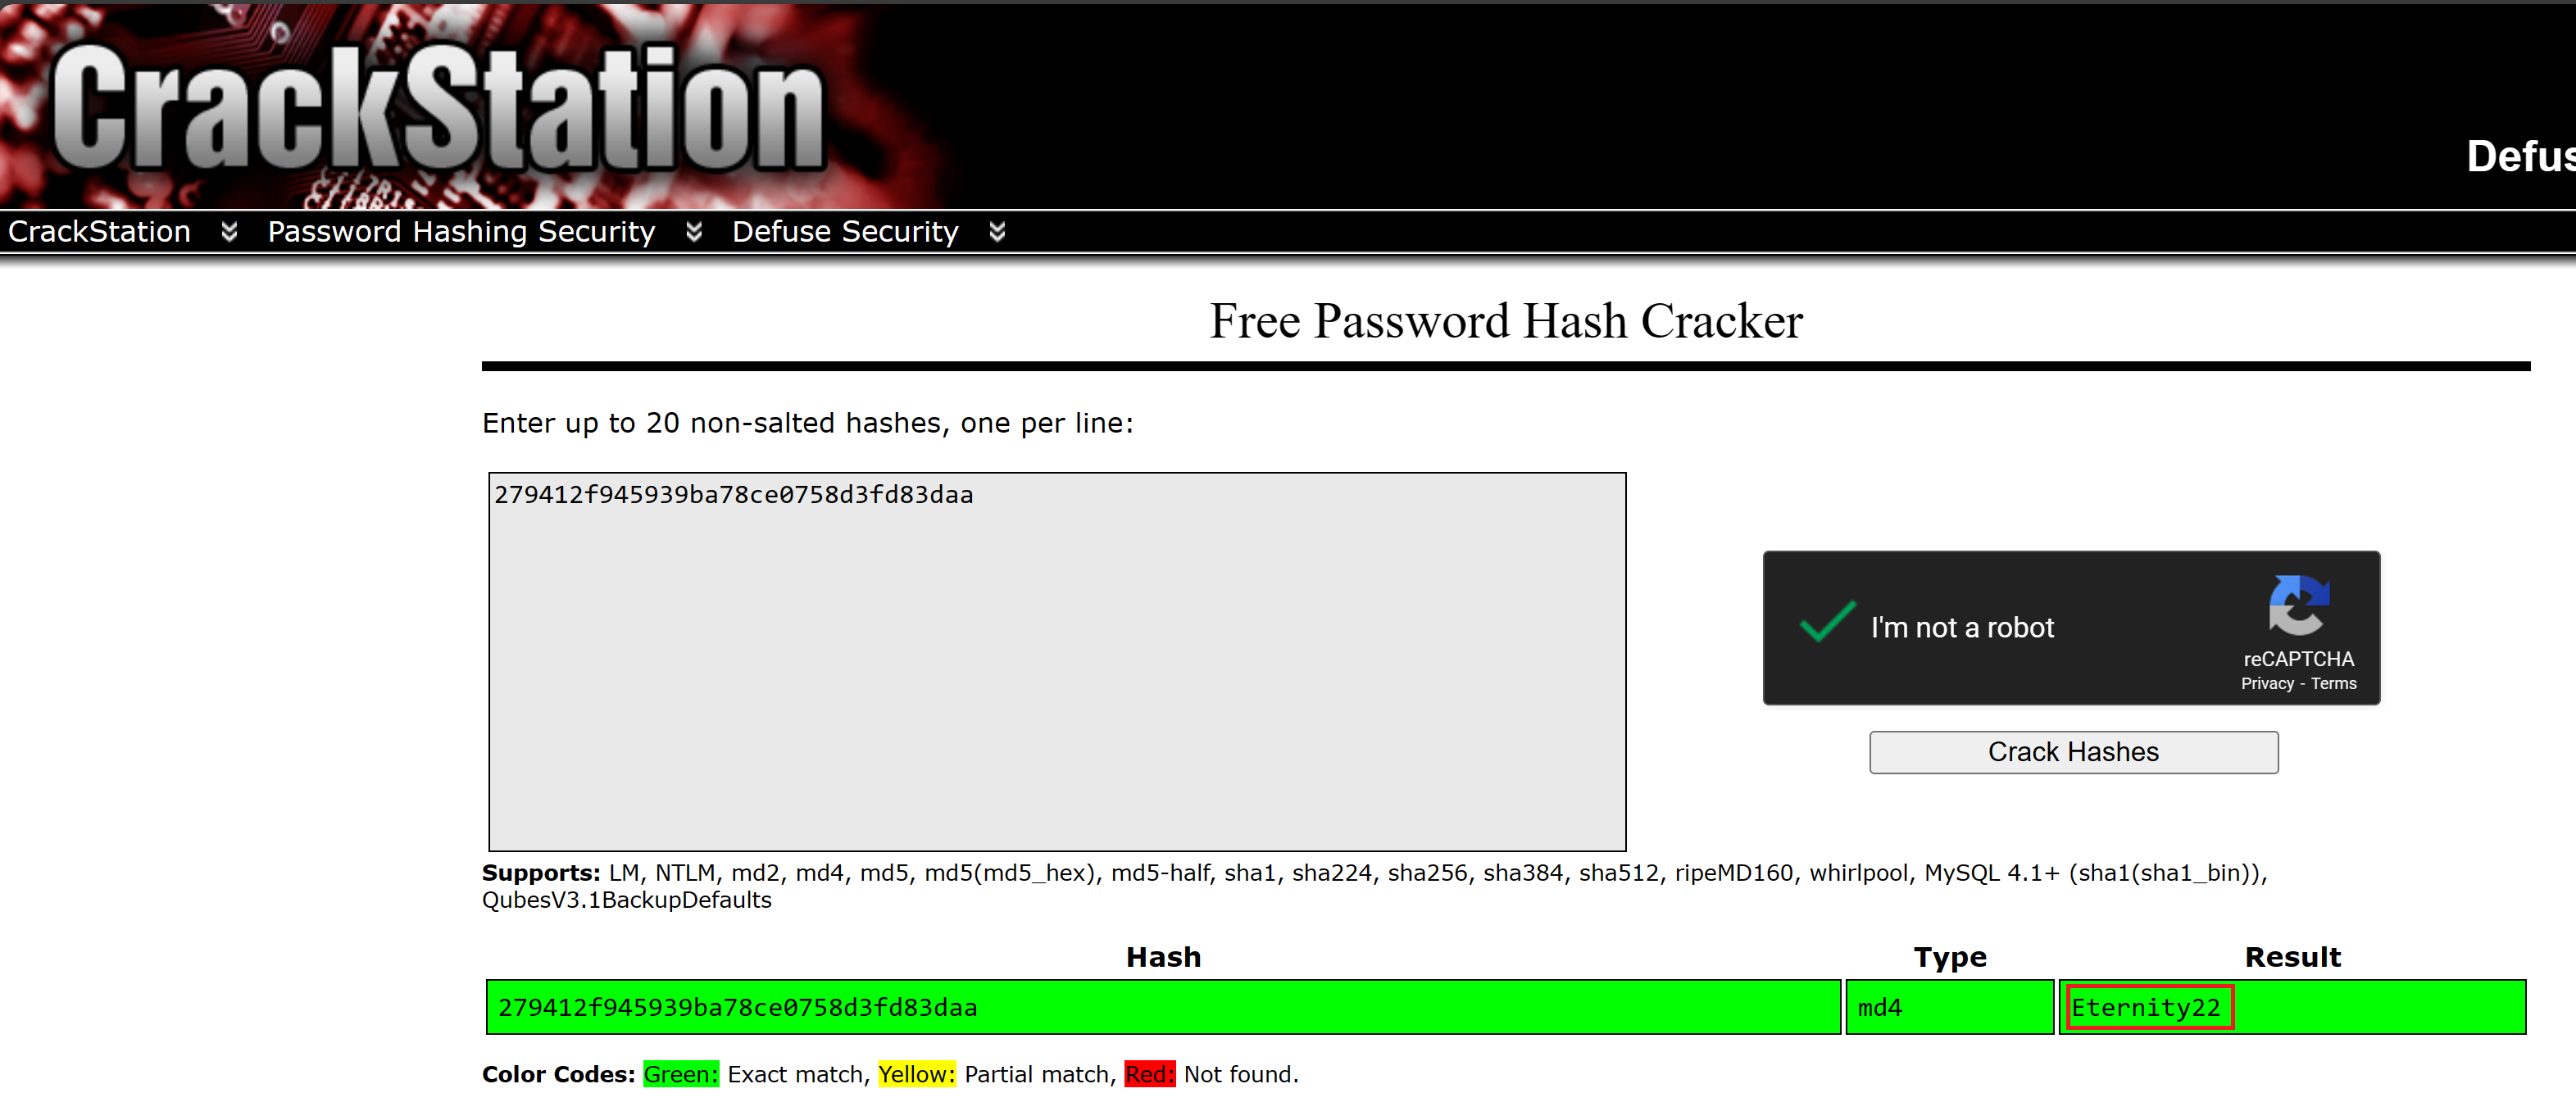 CrackStation
Defus
CrackStation Password Hashing Security Defuse Security
Free Password Hash Cracker
Enter up to 20 non-salted hashes, one per line:
279412f945939ba78ce0758d3fd83daa
I'm not a robot
reCAPTCHA
Privacy - Terms
Crack Hashes
Supports: LM, NTLM, md2, md4, md5, md5(md5_hex), md5-half, sha1, sha224, sha256, sha384, sha512, ripeMD160, whirlpool, MySQL 4.1+ (sha1(sha1_bin)),
QubesV3.1BackupDefaults
Hash Type Result
279412f945939ba78ce0758d3fd83daa md4 Eternity22
Color Codes: Green: Exact match, Yellow: Partial match, Red: Not found.